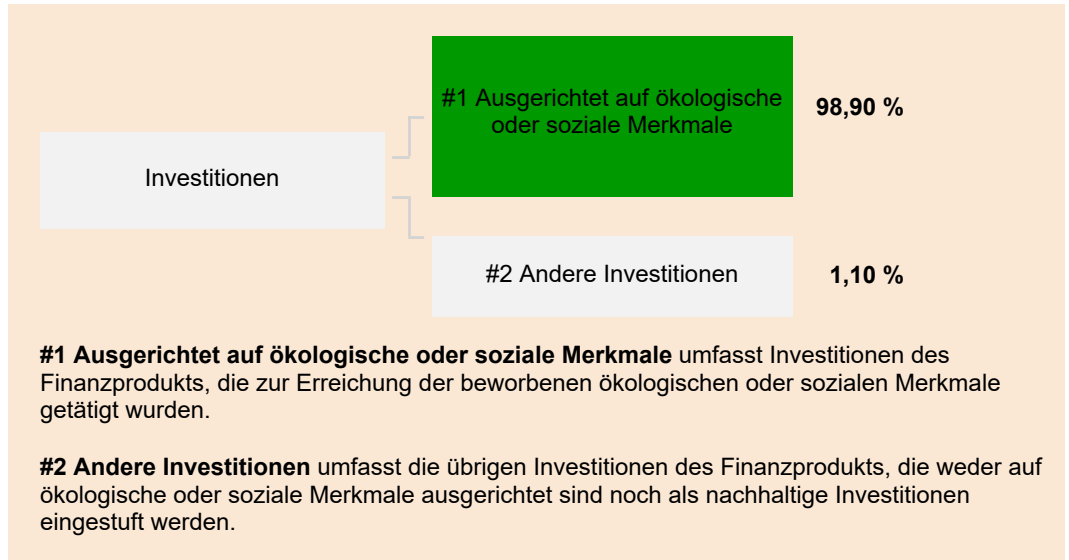 #1 Ausgerichtet auf ökologische
oder soziale Merkmale
98,90 %
Investitionen
#2 Andere Investitionen
1,10 %
#1 Ausgerichtet auf ökologische oder soziale Merkmale umfasst Investitionen des
Finanzprodukts, die zur Erreichung der beworbenen ökologischen oder sozialen Merkmale
getätigt wurden.
#2 Andere Investitionen umfasst die übrigen Investitionen des Finanzprodukts, die weder auf
ökologische oder soziale Merkmale ausgerichtet sind noch als nachhaltige Investitionen
eingestuft werden.